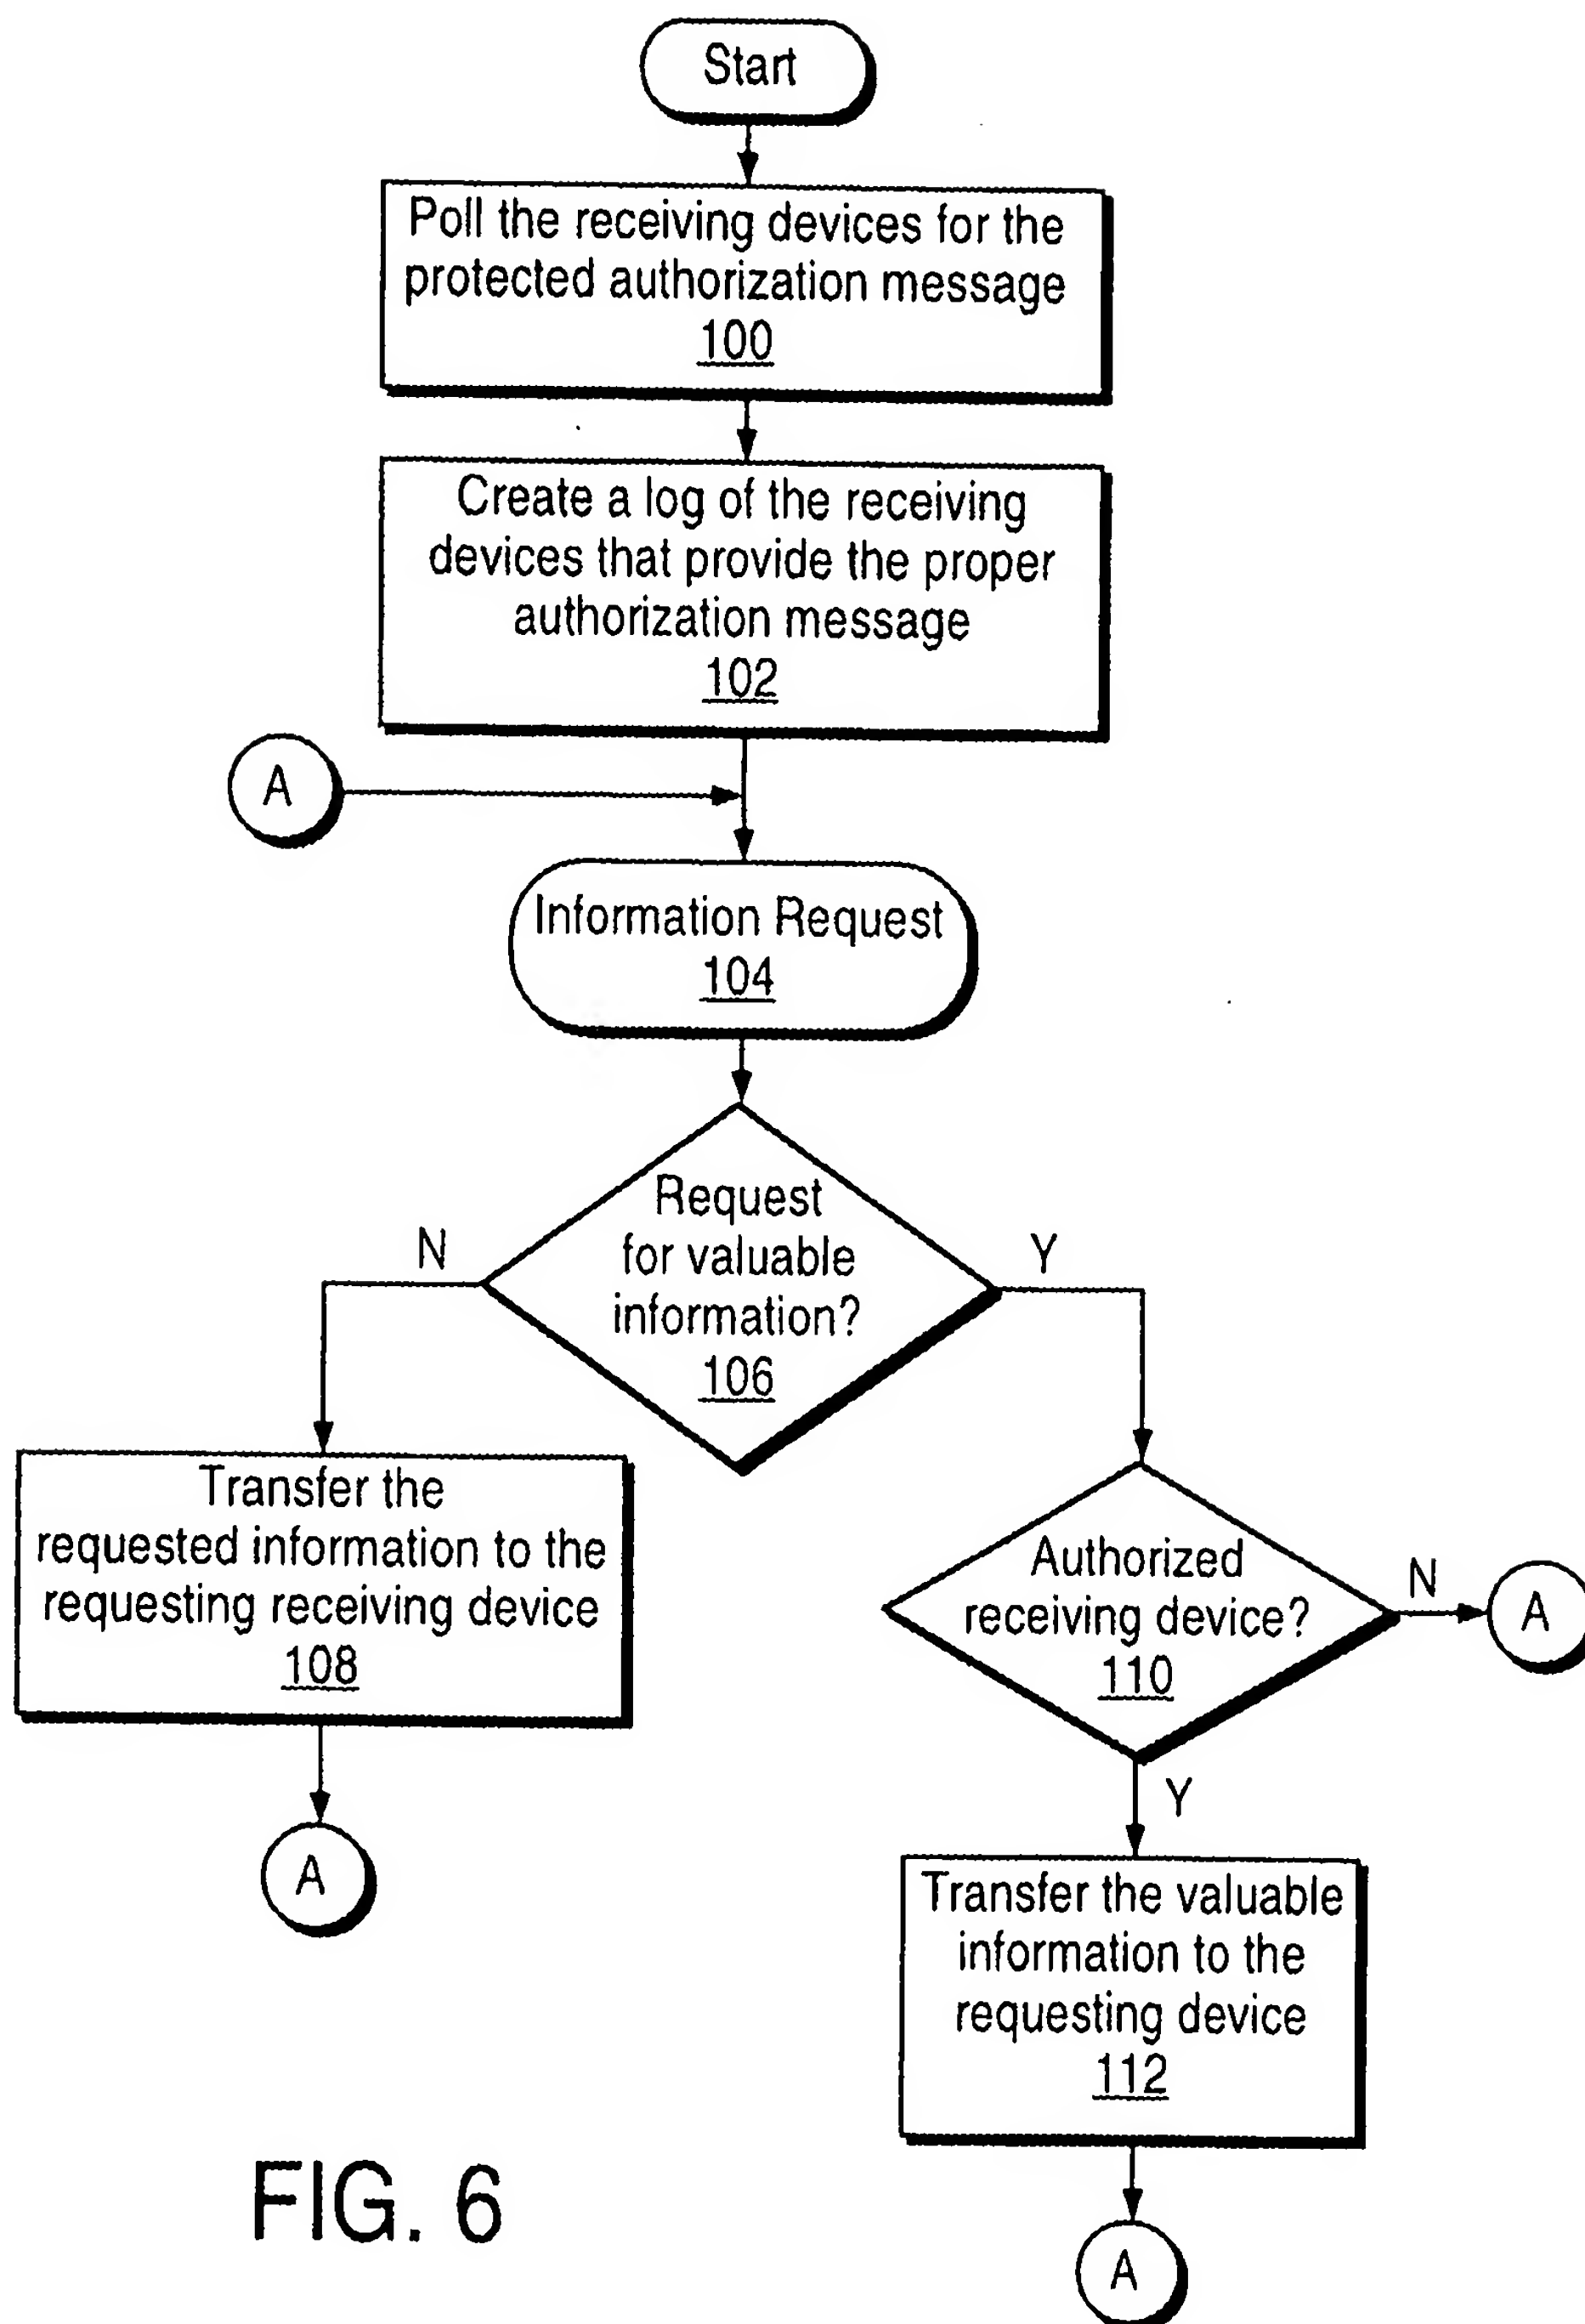 Start
Poll the receiving devices for the
protected authorization message
100
Create a log of the receiving
devices that provide the proper
authorization message
102
A
Information Request
104
Request
for valuable
information?
106
N
Y
Transfer the
requested information to the
requesting receiving device
108
A
Authorized
receiving device?
110
N
A
Y
Transfer the valuable
information to the
requesting device
112
A
FIG. 6